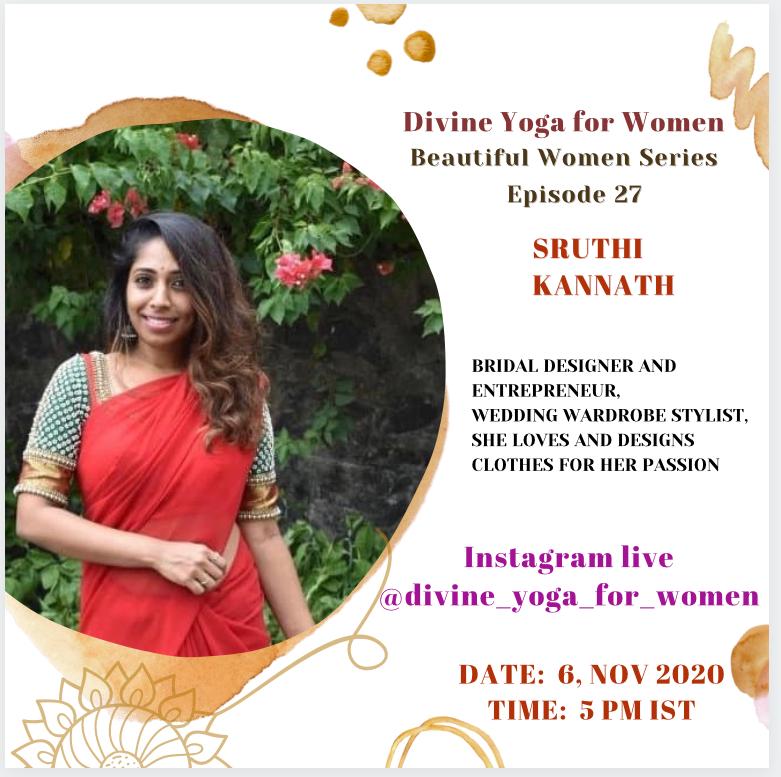 Divine Yoga for Women
Beautiful Women Series
Episode 27
SRUTHI
KANNATH
BRIDAL DESIGNER AND
ENTREPRENEUR,
WEDDING WARDROBE STYLIST,
SHE LOVES AND DESIGNS
CLOTHES FOR HER PASSION
Instagram live
@divine_yoga_for_women
DATE: 6, NOV 2020
TIME: 5 PM IST